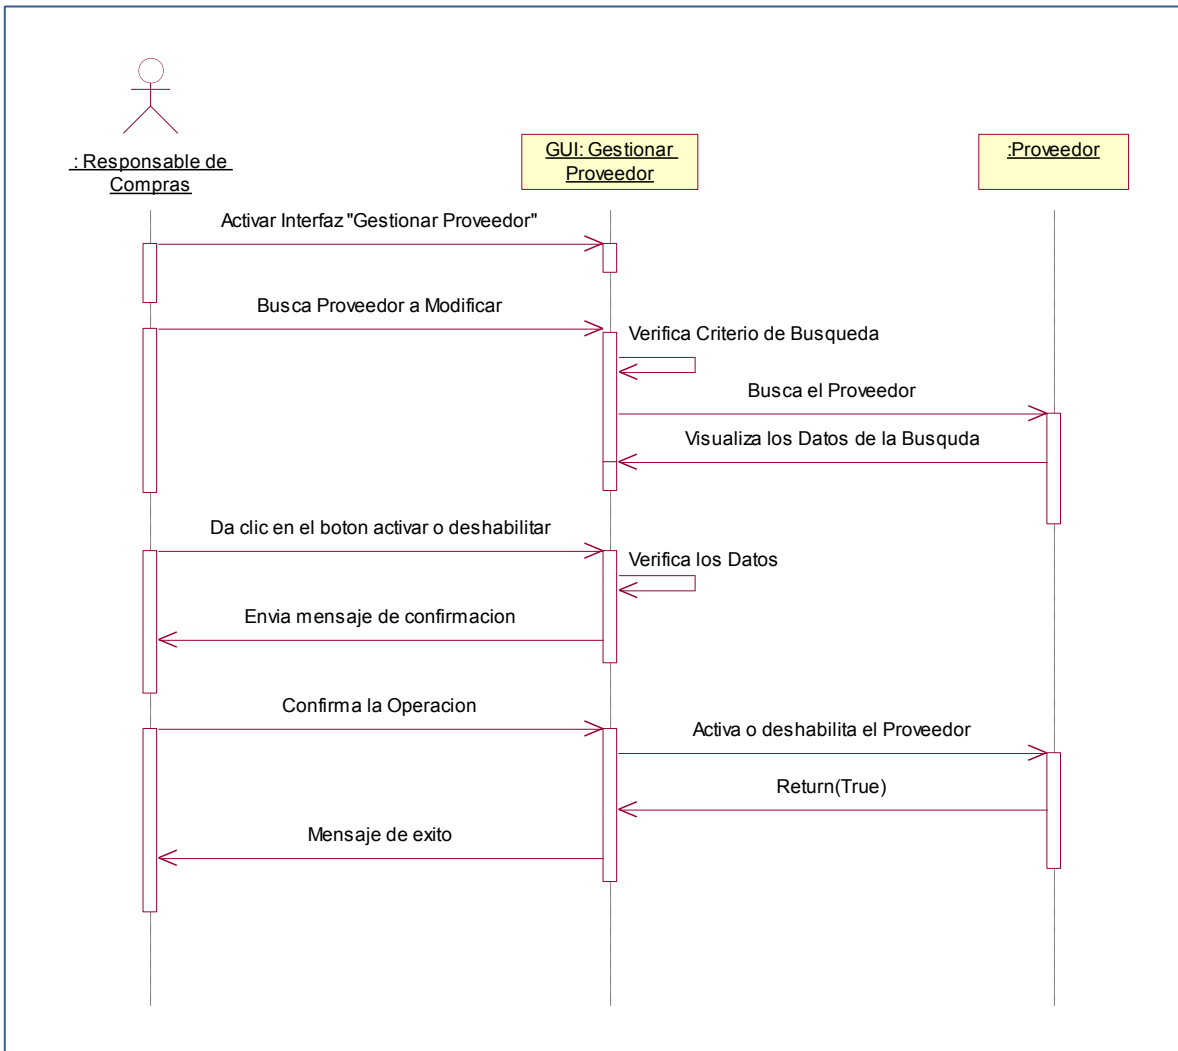 : Responsable de
Compras
GUI: Gestionar
Proveedor
:Proveedor
Activar Interfaz "Gestionar Proveedor"
Busca Proveedor a Modificar
Verifica Criterio de Busqueda
Busca el Proveedor
Visualiza los Datos de la Busquda
Da clic en el boton activar o deshabilitar
Verifica los Datos
Envia mensaje de confirmacion
Confirma la Operacion
Activa o deshabilita el Proveedor
Return(True)
Mensaje de exito